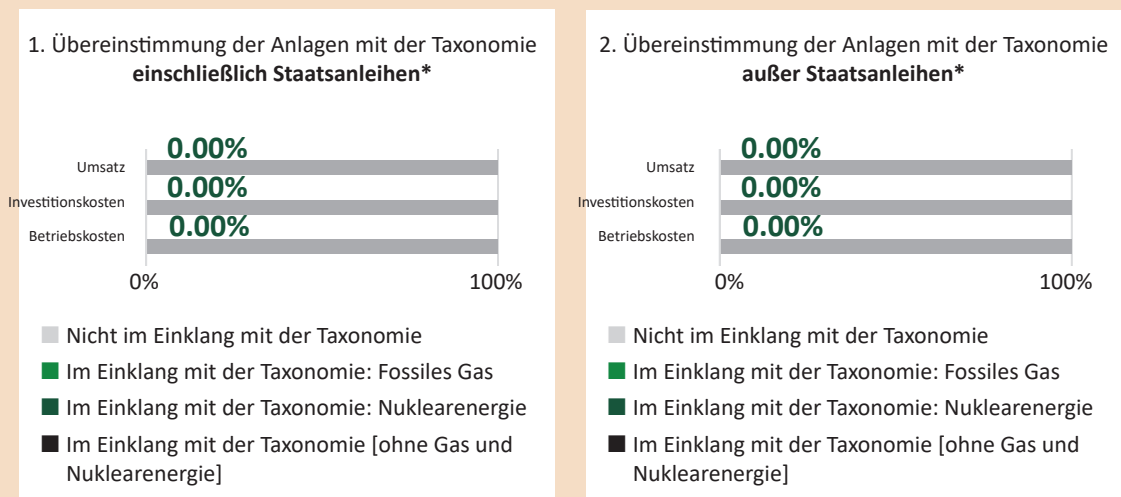 1. Übereinstimmung der Anlagen mit der Taxonomie
einschließlich Staatsanleihen*
0.00%
Umsatz
0.00%
Investitionskosten
0.00%
Betriebskosten
0%
100%
Nicht im Einklang mit der Taxonomie
Im Einklang mit der Taxonomie: Fossiles Gas
Im Einklang mit der Taxonomie: Nuklearenergie
Im Einklang mit der Taxonomie [ohne Gas und
Nuklearenergie]
2. Übereinstimmung der Anlagen mit der Taxonomie
außer Staatsanleihen*
0.00%
Umsatz
0.00%
Investitionskosten
0.00%
Betriebskosten
0%
100%
Nicht im Einklang mit der Taxonomie
Im Einklang mit der Taxonomie: Fossiles Gas
Im Einklang mit der Taxonomie: Nuklearenergie
Im Einklang mit der Taxonomie [ohne Gas und
Nuklearenergie]